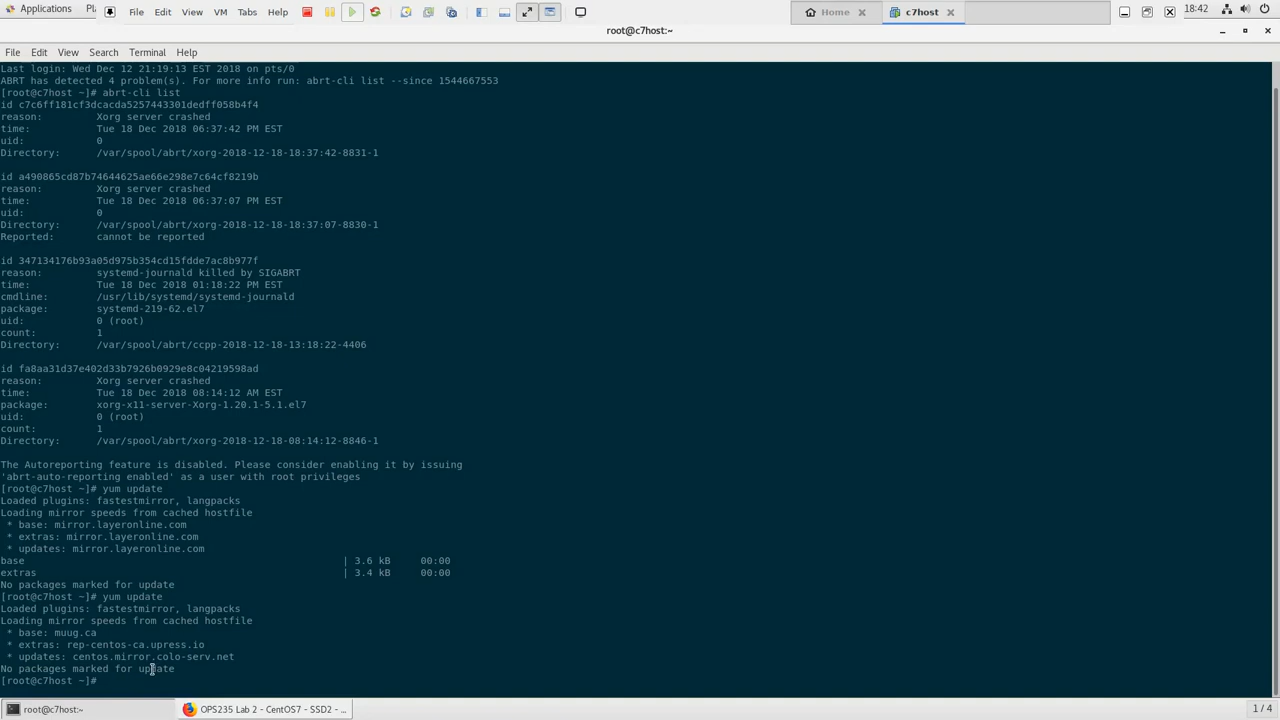 Applications
File Edit View VM Tabs Help
Home
c7host
18:42
root@c7host:~
File Edit View Search Terminal Help
Last login: Wed Dec 12 21:19:13 EST 2018 on pts/0
ABRT has detected 4 problem(s). For more info run: abrt-cli list --since 1544667553
[root@c7host ~]# abrt-cli list
id c7c6ff181cf3dcacda5257443301dedff058b4f4
reason: Xorg server crashed
time: Tue 18 Dec 2018 06:37:42 PM EST
uid: 0
Directory: /var/spool/abrt/xorg-2018-12-18-18:37:42-8831-1
id a490865cd87b74644625ae66e298e7c64cf8219b
reason: Xorg server crashed
time: Tue 18 Dec 2018 06:37:07 PM EST
uid: 0
Directory: /var/spool/abrt/xorg-2018-12-18-18:37:07-8830-1
Reported: cannot be reported
id 347134176b93a05d975b354cd15fdde7ac8b977f
reason: systemd-journald killed by SIGABRT
time: Tue 18 Dec 2018 01:18:22 PM EST
cmdline: /usr/lib/systemd/systemd-journald
package: systemd-219-62.el7
uid: 0 (root)
count: 1
Directory: /var/spool/abrt/ccpp-2018-12-18-13:18:22-4406
id fa8aa31d37e402d33b7926b0929e8c04219598ad
reason: Xorg server crashed
time: Tue 18 Dec 2018 08:14:12 AM EST
package: xorg-x11-server-Xorg-1.20.1-5.1.el7
uid: 0 (root)
count: 1
Directory: /var/spool/abrt/xorg-2018-12-18-08:14:12-8846-1
The Autoreporting feature is disabled. Please consider enabling it by issuing
'abrt-auto-reporting enabled' as a user with root privileges
[root@c7host ~]# yum update
Loaded plugins: fastestmirror, langpacks
Loading mirror speeds from cached hostfile
* base: mirror.layeronline.com
* extras: mirror.layeronline.com
* updates: mirror.layeronline.com
base | 3.6 kB 00:00
extras | 3.4 kB 00:00
No packages marked for update
[root@c7host ~]# yum update
Loaded plugins: fastestmirror, langpacks
Loading mirror speeds from cached hostfile
* base: muug.ca
* extras: rep-centos-ca.upress.io
* updates: centos.mirror.colo-serv.net
No packages marked for update
[root@c7host ~]#
root@c7host:~
OPS235 Lab 2 - CentOS7 - SSD2 - ...
1 / 4